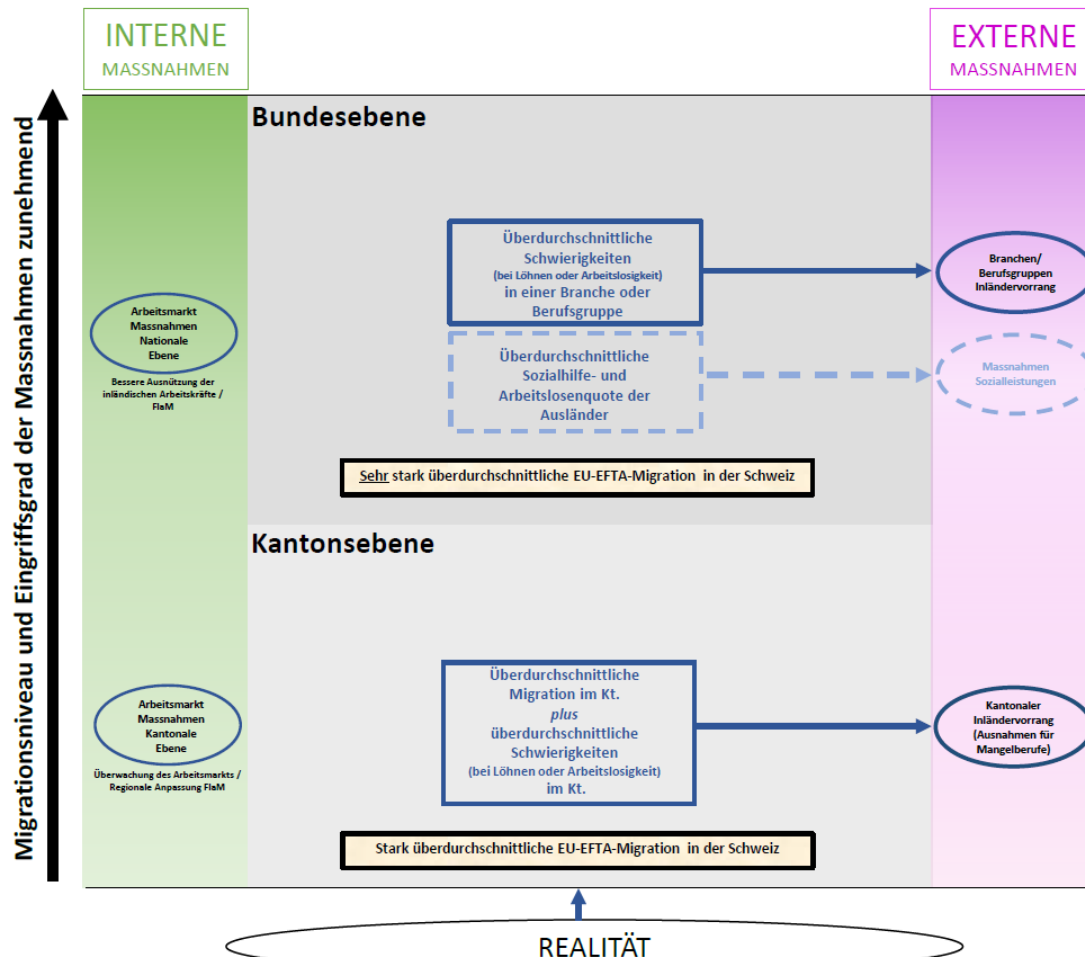 INTERNE
MASSNAHMEN
EXTERNE
MASSNAHMEN
Migrationsniveau und Eingriffsgrad der Massnahmen zunehmend
Bundesebene
Überdurchschnittliche
Schwierigkeiten
(bei Löhnen oder Arbeitslosigkeit)
in einer Branche oder
Berufsgruppe
Branchen/
Berufsgruppen
Inländervorrang
Arbeitsmarkt
Massnahmen
Nationale
Ebene
Bessere Ausnützung der
inländischen Arbeitskräfte /
FlaM
Überdurchschnittliche
Sozialhilfe- und
Arbeitslosenquote der
Ausländer
Massnahmen
Sozialleistungen
Sehr stark überdurchschnittliche EU-EFTA-Migration in der Schweiz
Kantonsebene
Arbeitsmarkt
Massnahmen
Kantonale
Ebene
Überwachung des Arbeitsmarkts /
Regionale Anpassung FlaM
Überdurchschnittliche
Migration im Kt.
plus
überdurchschnittliche
Schwierigkeiten
(bei Löhnen oder Arbeitslosigkeit)
im Kt.
Kantonaler
Inländervorrang
(Ausnahmen für
Mangelberufe)
Stark überdurchschnittliche EU-EFTA-Migration in der Schweiz
REALITÄT